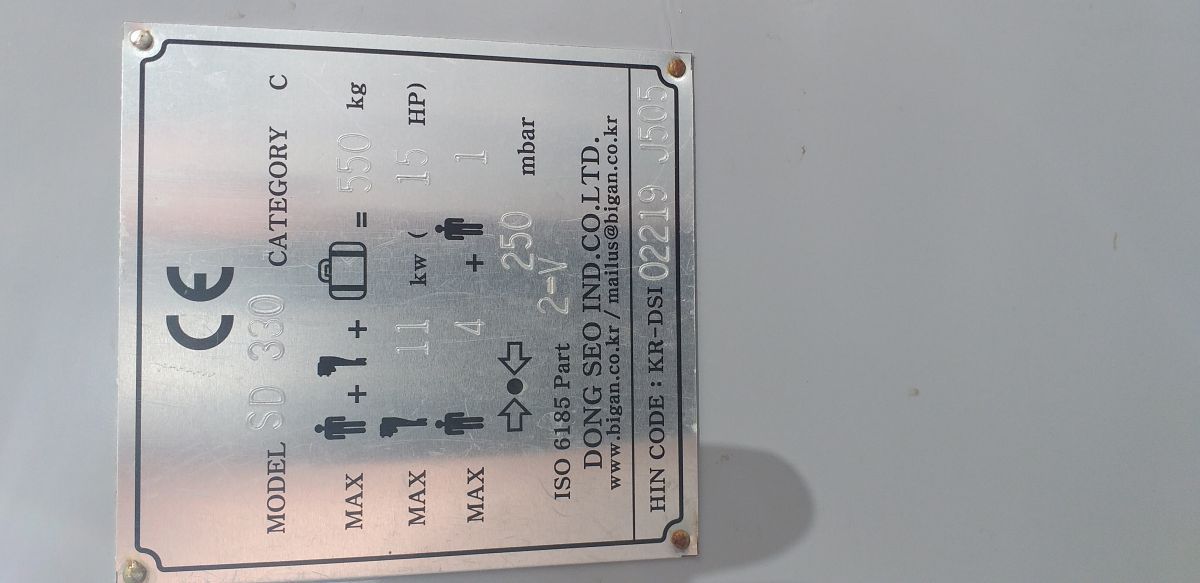 CE
MODEL SD 330 CATEGORY C
MAX + + = 550 kg
MAX 11 kw ( 15 HP)
MAX 4 + 1
250 mbar
ISO 6185 Part 2-V
DONG SEO IND.CO.LTD.
www.bigan.co.kr / mailus@bigan.co.kr
HIN CODE : KR-DSI 02219 J505